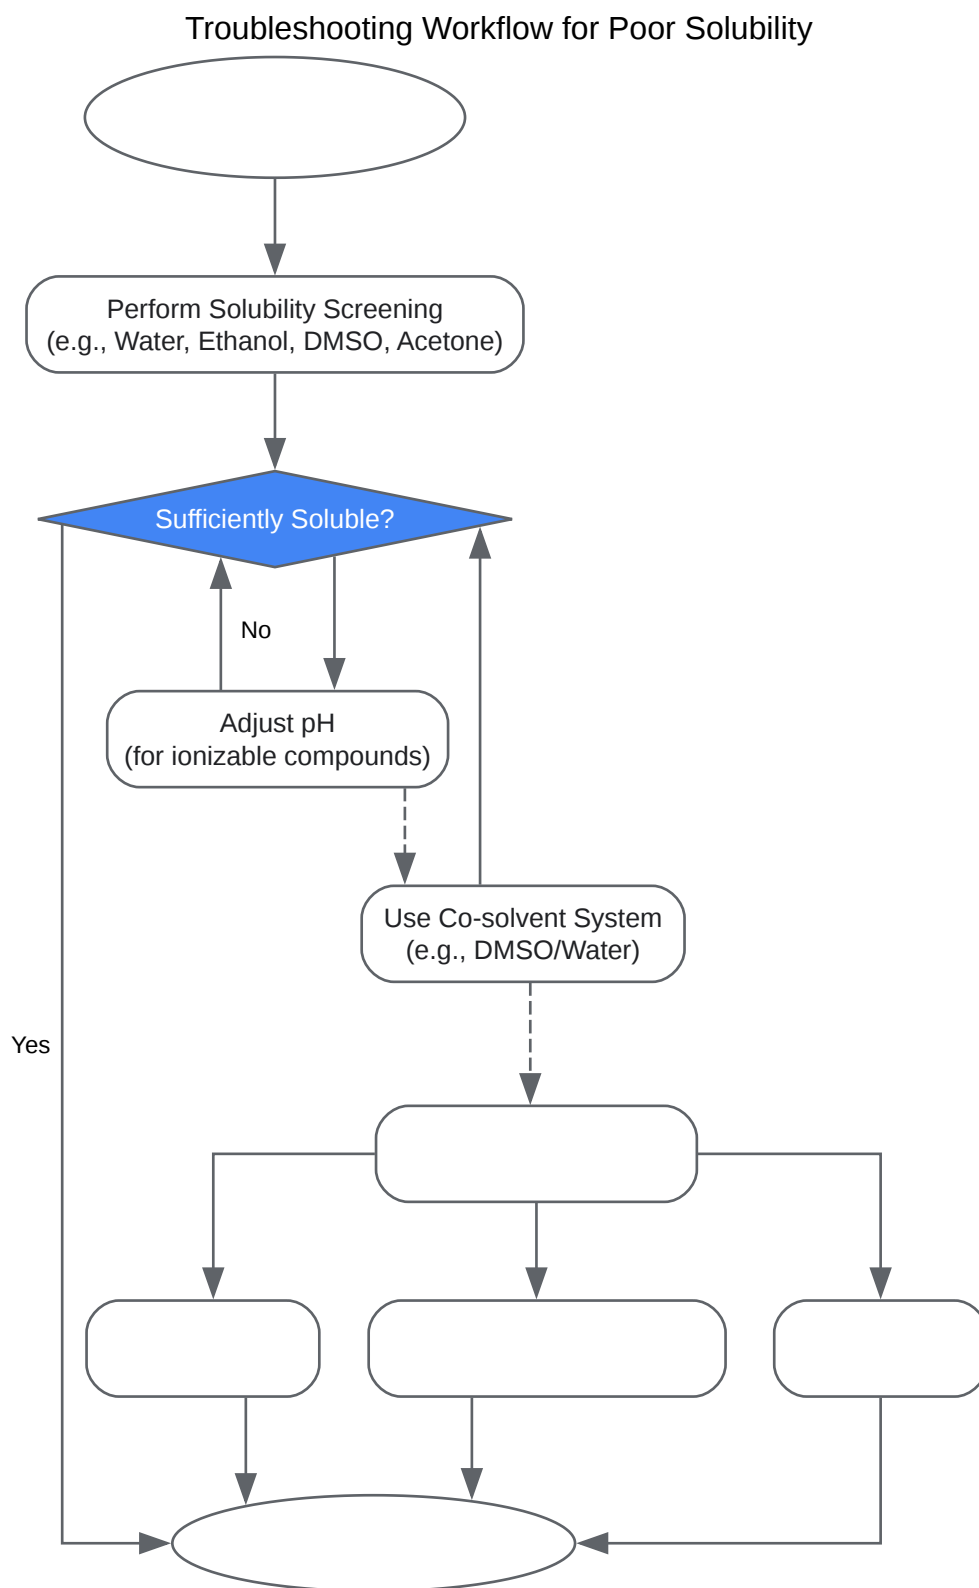 Troubleshooting Workflow for Poor Solubility
Perform Solubility Screening
(e.g., Water, Ethanol, DMSO, Acetone)
Sufficiently Soluble?
No
Adjust pH
(for ionizable compounds)
Use Co-solvent System
(e.g., DMSO/Water)
Yes